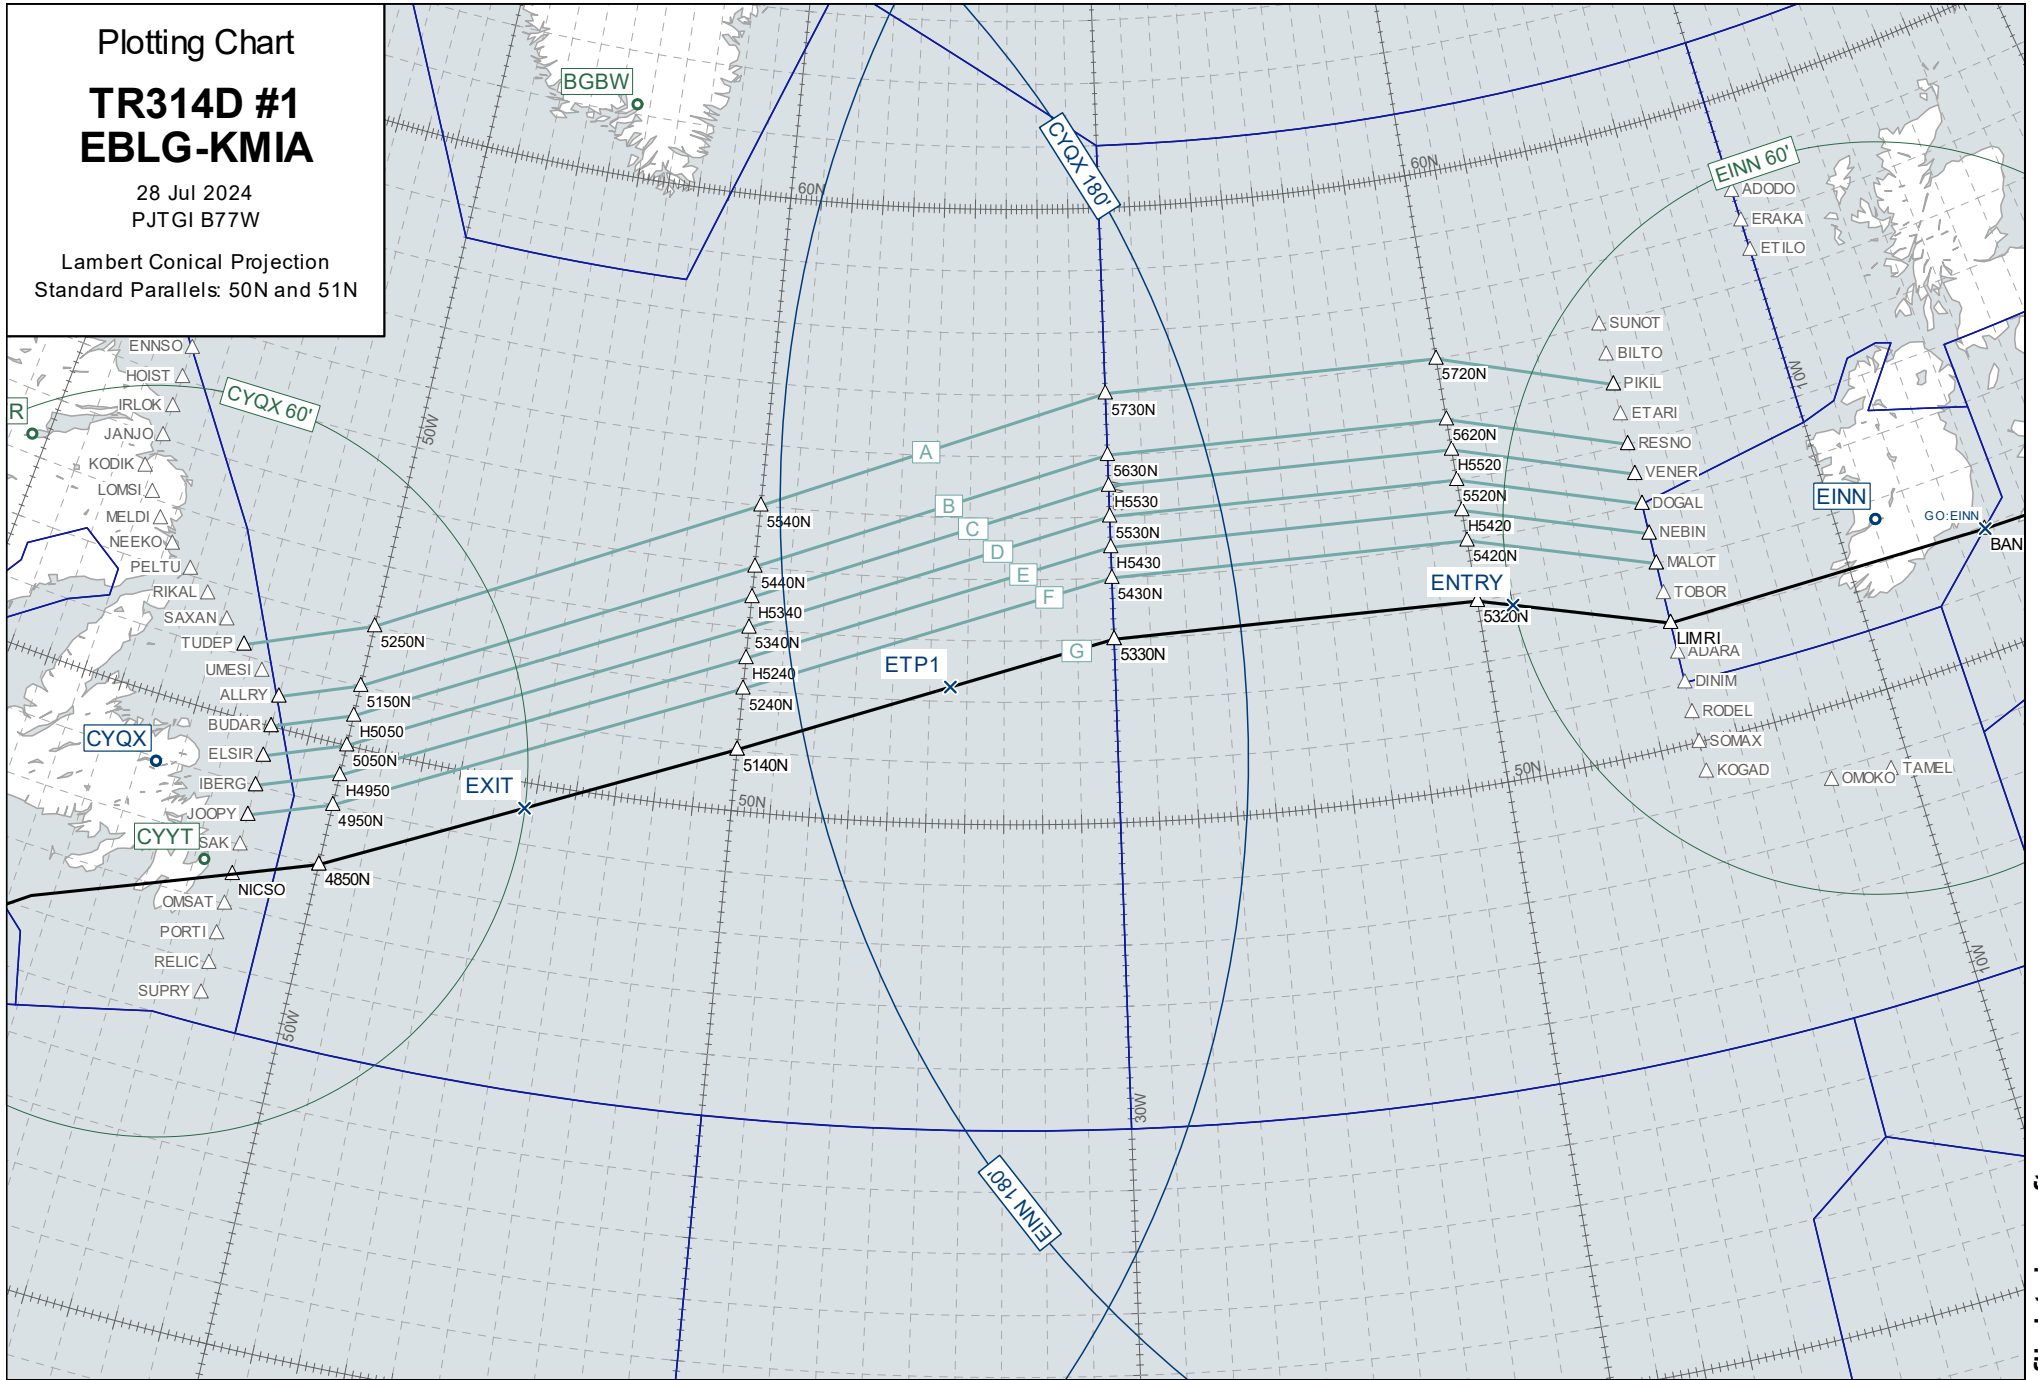 Plotting Chart
TR314D #1
EBLG-KMIA
28 Jul 2024
PJTGI B77W
Lambert Conical Projection
Standard Parallels: 50N and 51N
BGBW
CYQX 180'
60N
60N
EINN 60'
ADODO
ERAKA
ETILO
SUNOT
BILTO
PIKIL
ETARI
RESNO
VENER
DOGAL
NEBIN
MALOT
TOBOR
LIMRI
ADARA
DINIM
RODEL
SOMAX
KOGAD
OMOKO
TAMEL
10W
10W
EINN
GO:EINN
BAN
ENNSO
HOIST
IRLOK
JANJO
KODIK
LOMSI
MELDI
NEEKO
PELTU
RIKAL
SAXAN
TUDEP
UMESI
ALLRY
BUDAR
ELSIR
IBERG
JOOPY
SAK
NICSO
OMSAT
PORTI
RELIC
SUPRY
R
CYQX 60'
50W
50W
CYQX
CYYT
5250N
5150N
H5050
5050N
H4950
4950N
4850N
EXIT
5540N
5440N
H5340
5340N
H5240
5240N
5140N
50N
A
B
C
D
E
F
G
ETP1
5730N
5630N
H5530
5530N
H5430
5430N
5330N
5720N
5620N
H5520
5520N
H5420
5420N
ENTRY
5320N
50N
30W
EINN 180'